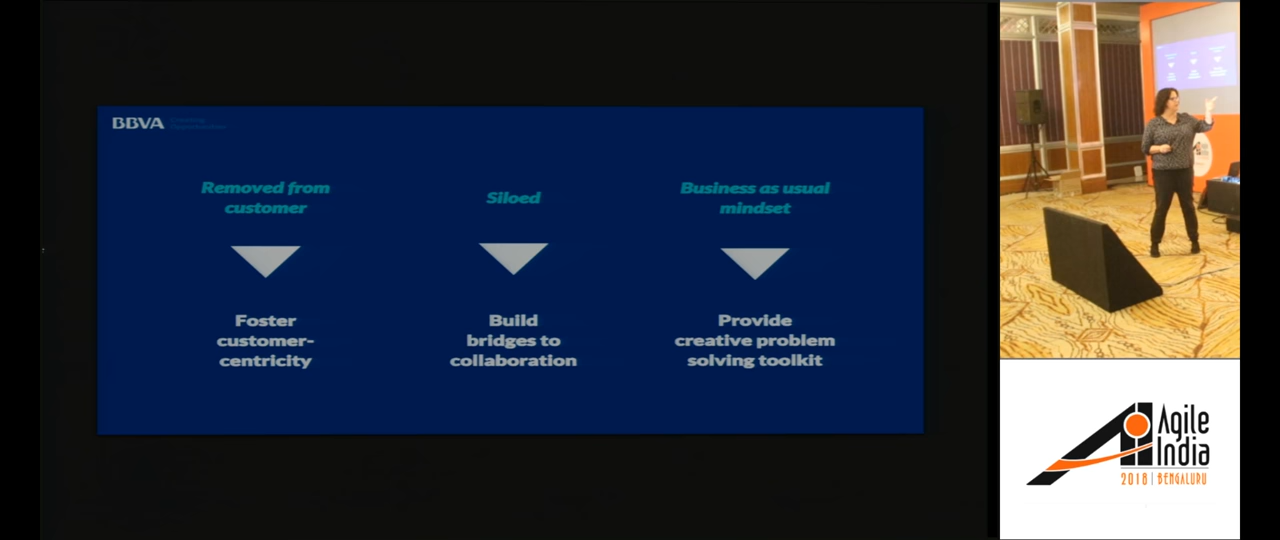 BBVA
Removed from
customer
Siloed
Business as usual
mindset
Foster
customer-
centricity
Build
bridges to
collaboration
Provide
creative problem
solving toolkit
Agile
India
2018 | BENGALURU